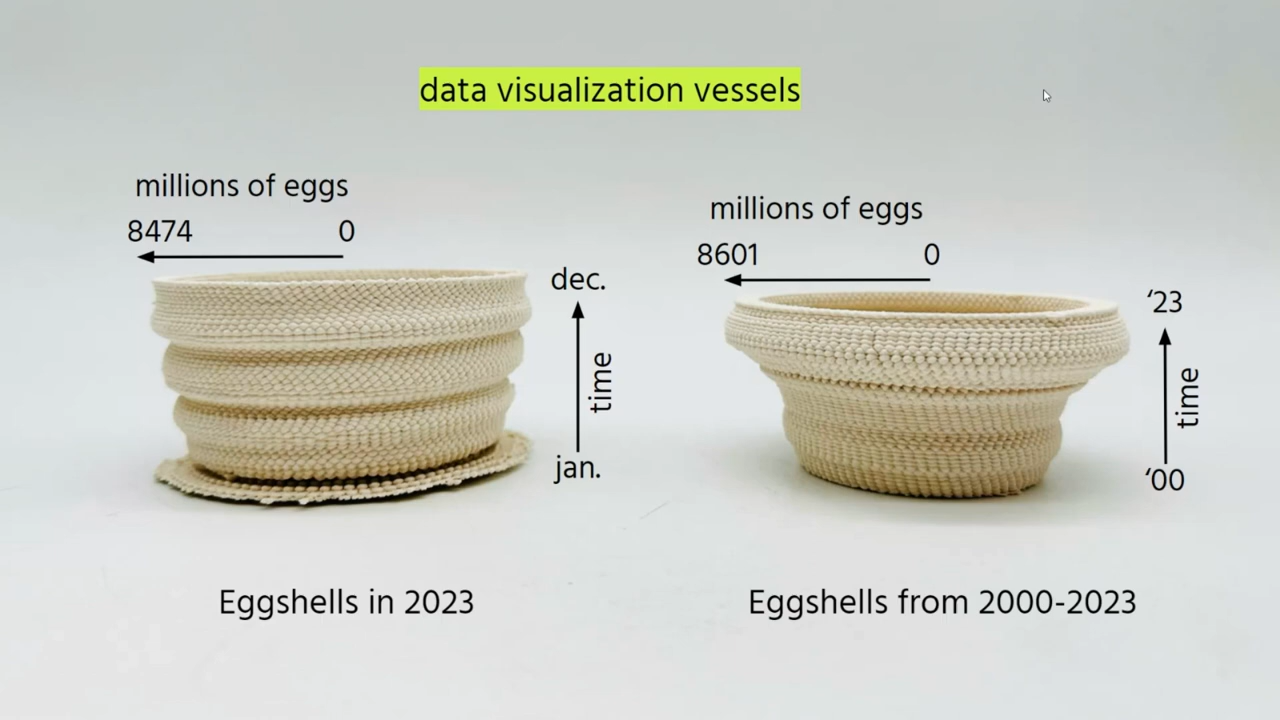 data visualization vessels
millions of eggs
8474 0
dec.
time
jan.
Eggshells in 2023
millions of eggs
8601 0
‘23
time
‘00
Eggshells from 2000-2023